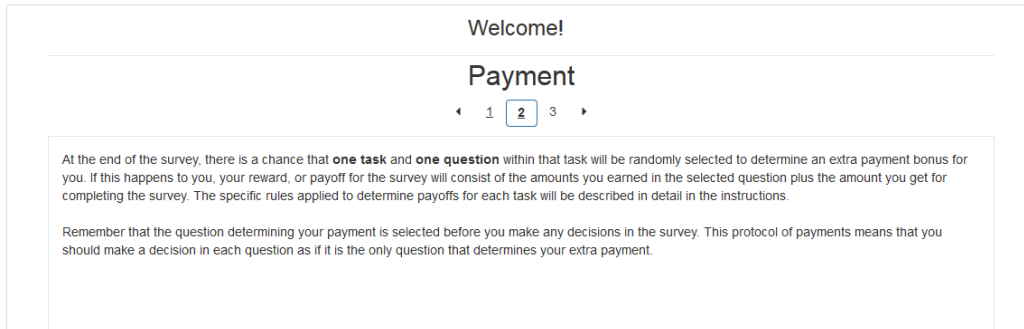 Welcome!
Payment
1 2 3
At the end of the survey, there is a chance that one task and one question within that task will be randomly selected to determine an extra payment bonus for
you. If this happens to you, your reward, or payoff for the survey will consist of the amounts you earned in the selected question plus the amount you get for
completing the survey. The specific rules applied to determine payoffs for each task will be described in detail in the instructions.
Remember that the question determining your payment is selected before you make any decisions in the survey. This protocol of payments means that you
should make a decision in each question as if it is the only question that determines your extra payment.